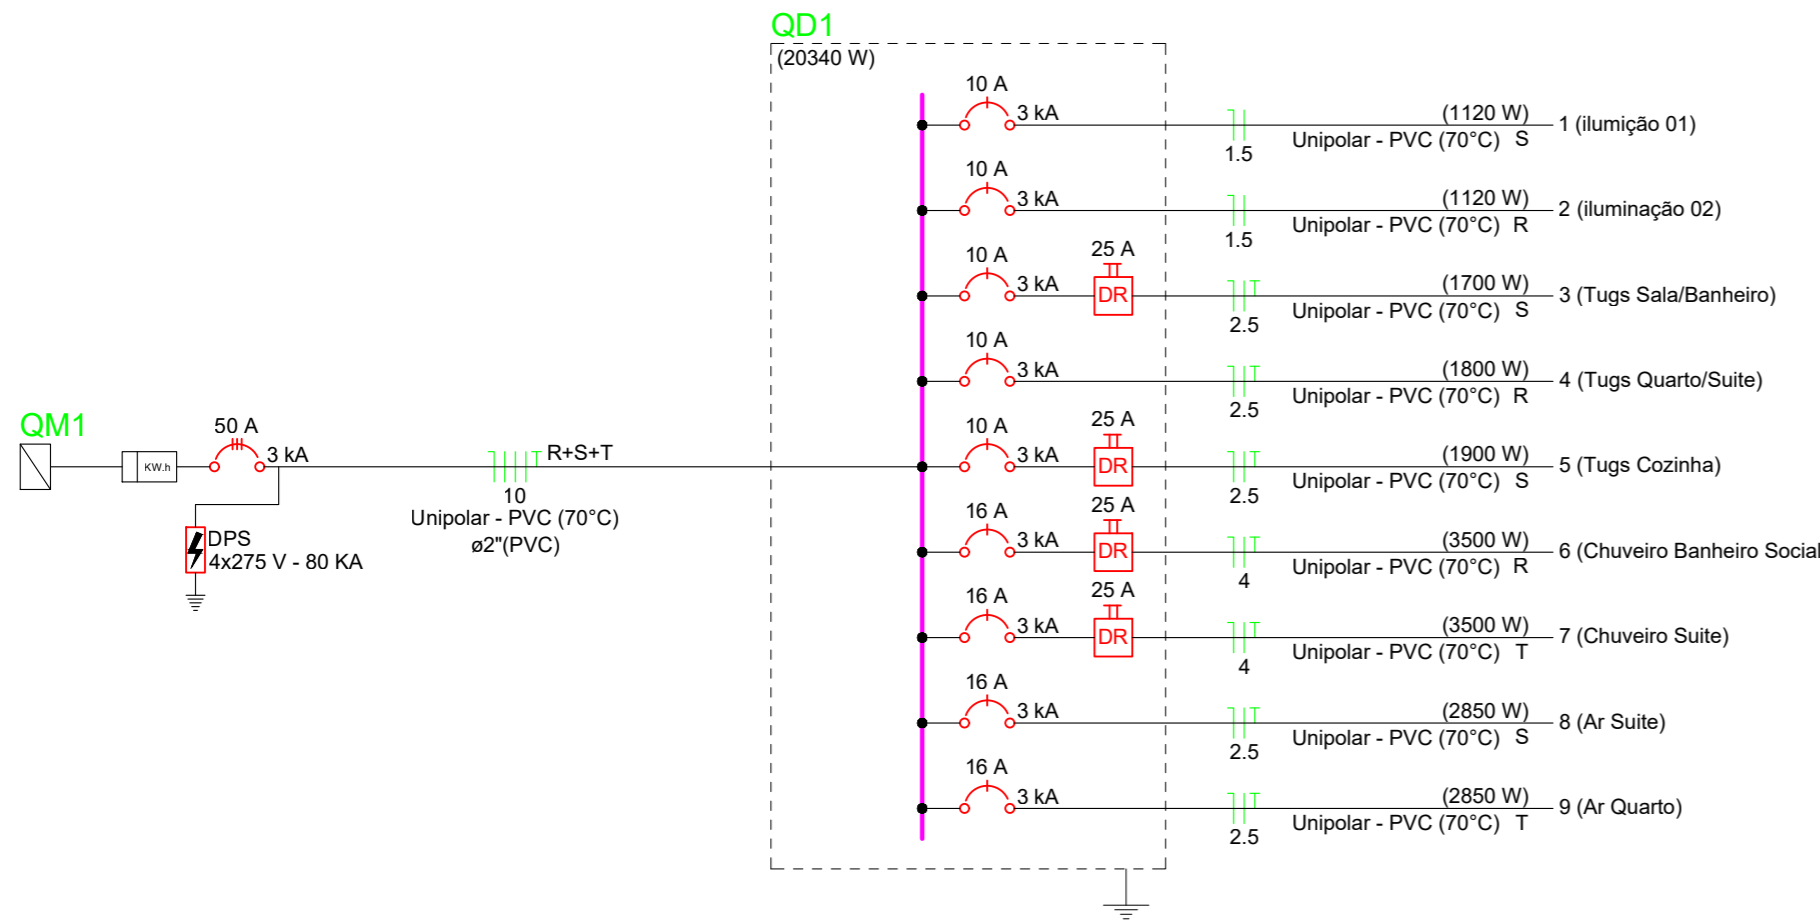 QD1
(20340 W)
10 A
3 kA
1.5
(1120 W)
Unipolar - PVC (70°C) S
1 (ilumição 01)
10 A
3 kA
1.5
(1120 W)
Unipolar - PVC (70°C) R
2 (iluminação 02)
10 A
3 kA
25 A
DR
2.5
(1700 W)
Unipolar - PVC (70°C) S
3 (Tugs Sala/Banheiro)
10 A
3 kA
2.5
(1800 W)
Unipolar - PVC (70°C) R
4 (Tugs Quarto/Suite)
QM1
KW.h
50 A
3 kA
DPS
4x275 V - 80 KA
R+S+T
10
Unipolar - PVC (70°C)
ø2"(PVC)
10 A
3 kA
25 A
DR
2.5
(1900 W)
Unipolar - PVC (70°C) S
5 (Tugs Cozinha)
16 A
3 kA
25 A
DR
4
(3500 W)
Unipolar - PVC (70°C) R
6 (Chuveiro Banheiro Social
16 A
3 kA
25 A
DR
4
(3500 W)
Unipolar - PVC (70°C) T
7 (Chuveiro Suite)
16 A
3 kA
2.5
(2850 W)
Unipolar - PVC (70°C) S
8 (Ar Suite)
16 A
3 kA
2.5
(2850 W)
Unipolar - PVC (70°C) T
9 (Ar Quarto)